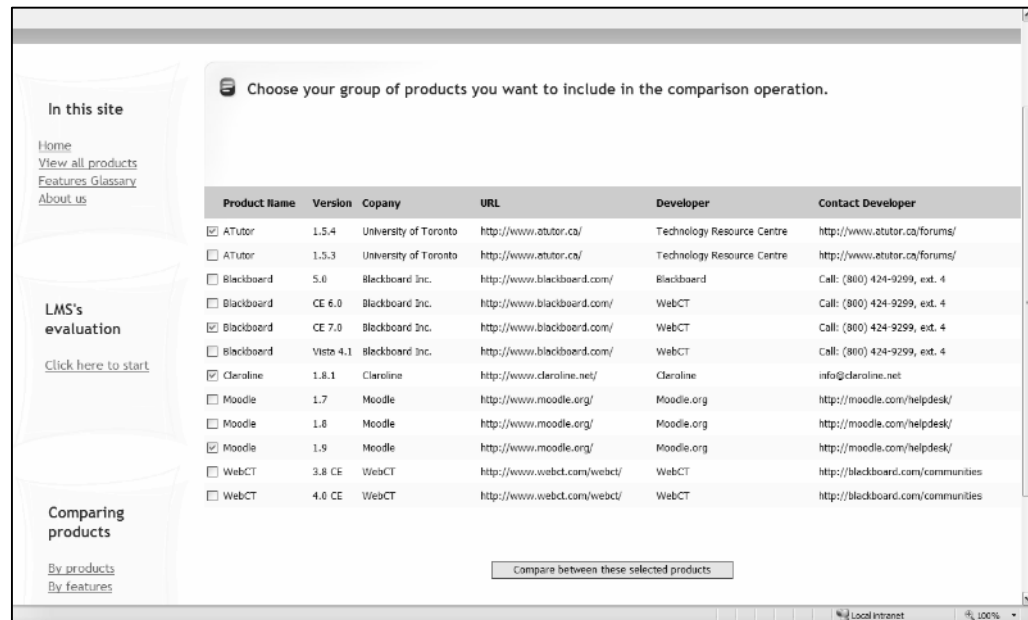 In this site
Home
View all products
Features Glassary
About us
LMS's
evaluation
Click here to start
Comparing
products
By products
By features
Choose your group of products you want to include in the comparison operation.
Product Name Version Copany URL Developer Contact Developer
ATutor 1.5.4 University of Toronto http://www.atutor.ca/ Technology Resource Centre http://www.atutor.ca/forums/
ATutor 1.5.3 University of Toronto http://www.atutor.ca/ Technology Resource Centre http://www.atutor.ca/forums/
Blackboard 5.0 Blackboard Inc. http://www.blackboard.com/ Blackboard Call: (800) 424-9299, ext. 4
Blackboard CE 6.0 Blackboard Inc. http://www.blackboard.com/ WebCT Call: (800) 424-9299, ext. 4
Blackboard CE 7.0 Blackboard Inc. http://www.blackboard.com/ WebCT Call: (800) 424-9299, ext. 4
Blackboard Vista 4.1 Blackboard Inc. http://www.blackboard.com/ WebCT Call: (800) 424-9299, ext. 4
Claroline 1.8.1 Claroline http://www.claroline.net/ Claroline info@claroline.net
Moodle 1.7 Moodle http://www.moodle.org/ Moodle.org http://moodle.com/helpdesk/
Moodle 1.8 Moodle http://www.moodle.org/ Moodle.org http://moodle.com/helpdesk/
Moodle 1.9 Moodle http://www.moodle.org/ Moodle.org http://moodle.com/helpdesk/
WebCT 3.8 CE WebCT http://www.webct.com/webct/ WebCT http://blackboard.com/communities
WebCT 4.0 CE WebCT http://www.webct.com/webct/ WebCT http://blackboard.com/communities
Compare between these selected products
Local intranet 100%